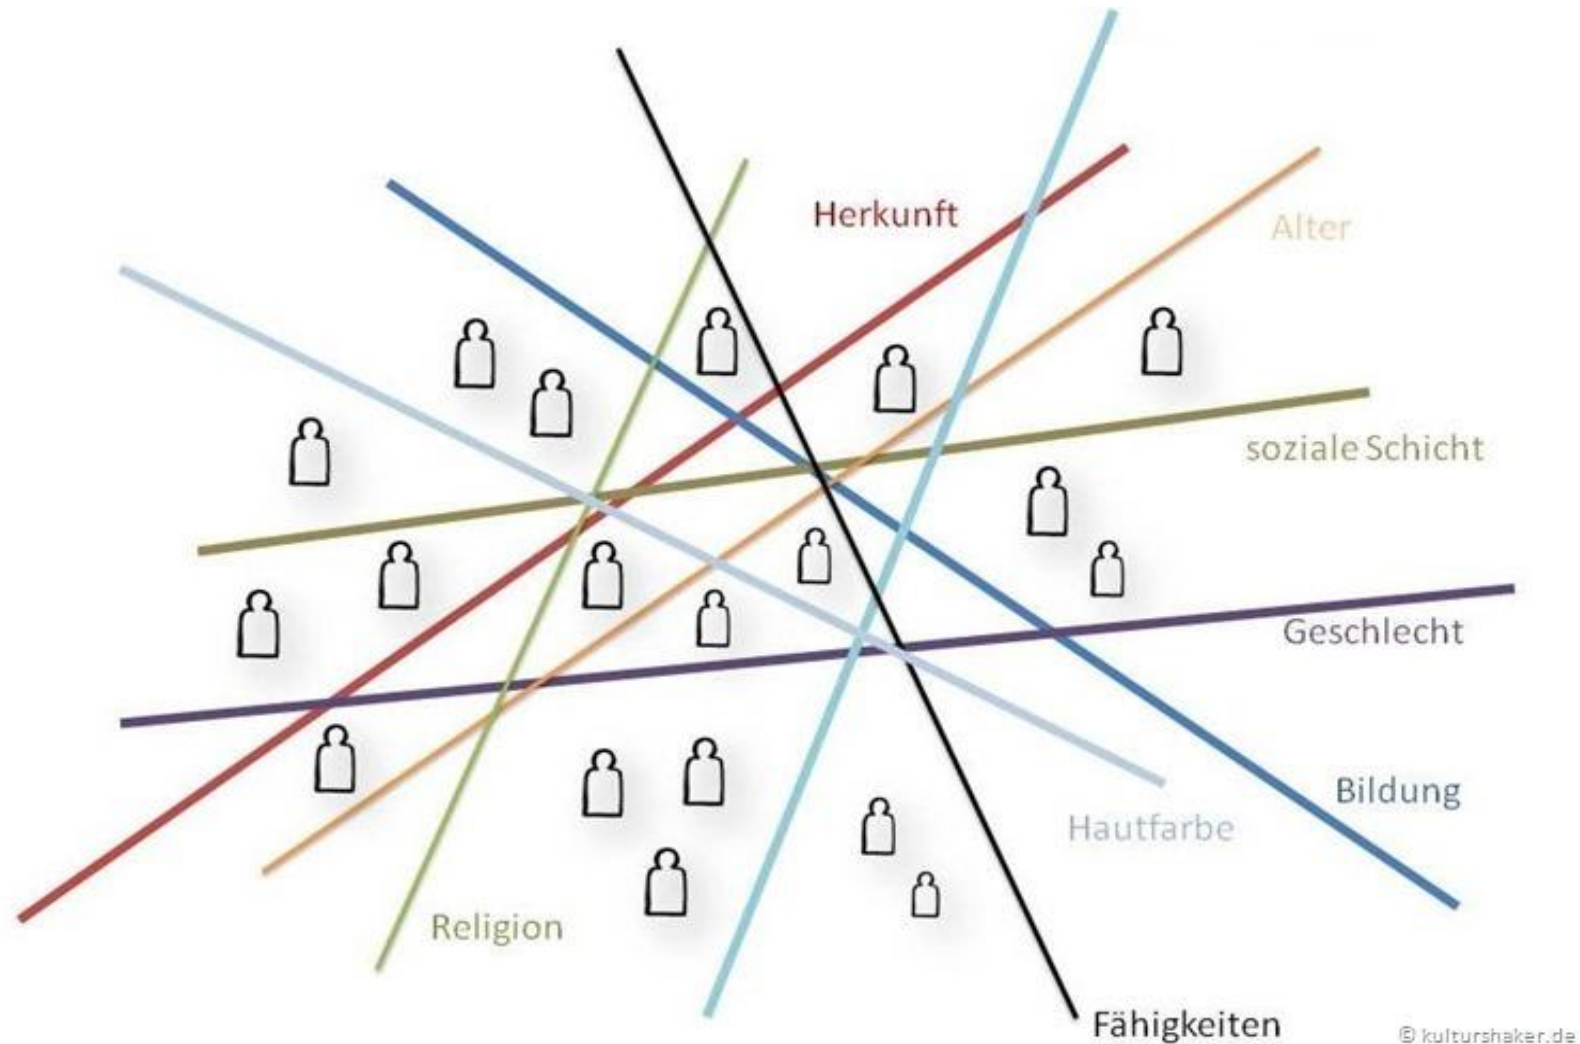 Herkunft
Alter
soziale Schicht
Geschlecht
Bildung
Hautfarbe
Religion
Fähigkeiten
© kulturshaker.de